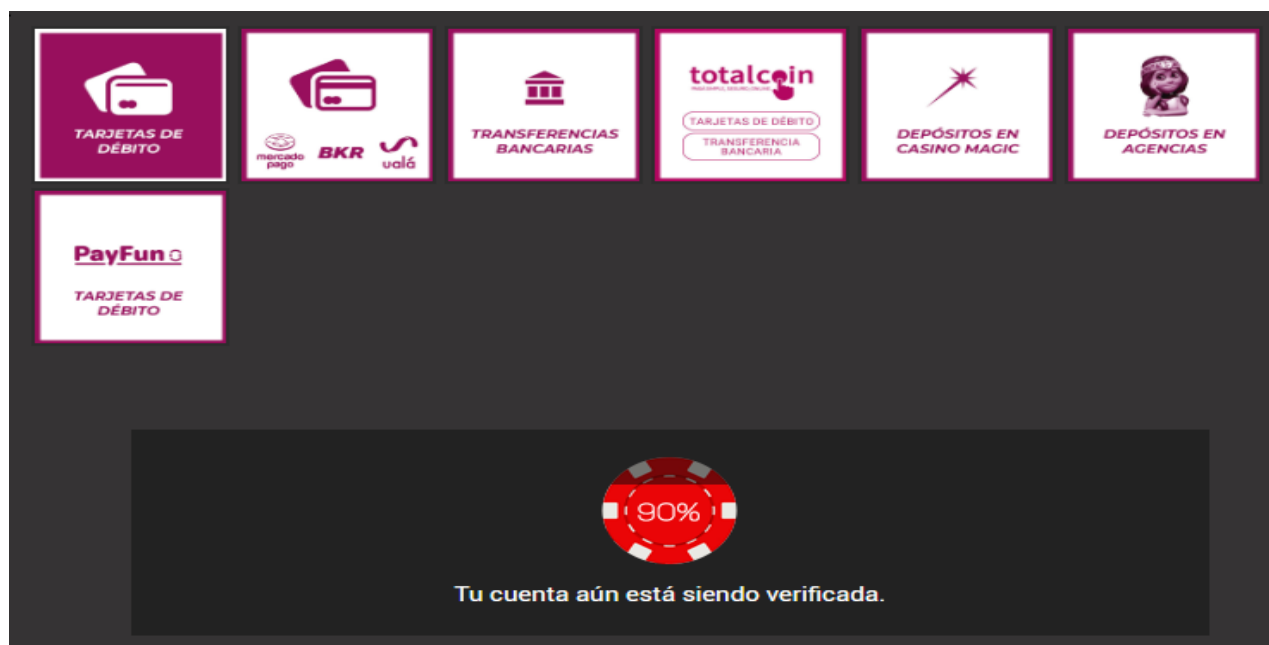 TARJETAS DE
DÉBITO
mercado
pago
BKR
ualá
TRANSFERENCIAS
BANCARIAS
totalcoin
TARJETAS DE DÉBITO
TRANSFERENCIA
BANCARIA
DEPÓSITOS EN
CASINO MAGIC
DEPÓSITOS EN
AGENCIAS
PayFun
TARJETAS DE
DÉBITO
90%
Tu cuenta aún está siendo verificada.